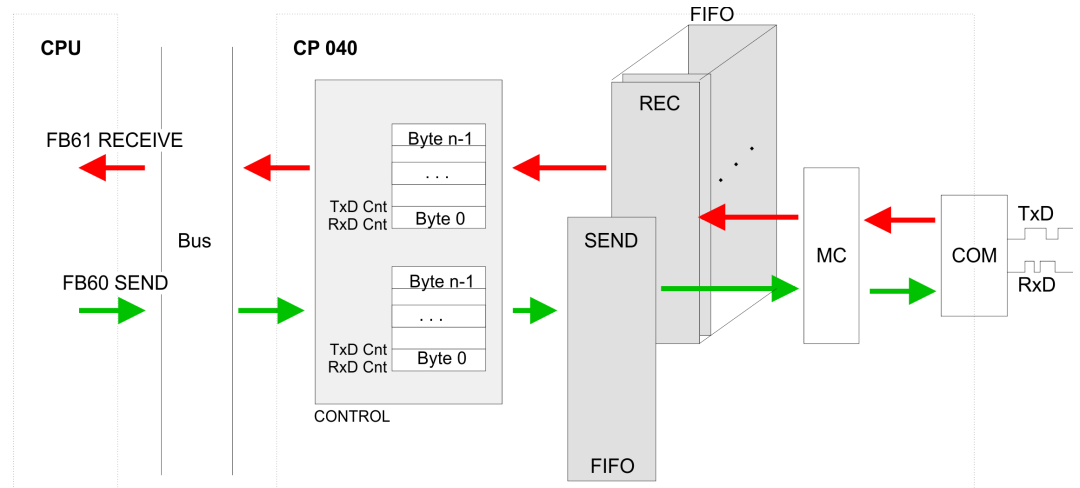 FIFO
CPU
CP 040
REC
FB61 RECEIVE
Byte n-1
. . .
TxD Cnt
RxD Cnt
Byte 0
Bus
SEND
MC
COM
TxD
RxD
FB60 SEND
Byte n-1
. . .
TxD Cnt
RxD Cnt
Byte 0
CONTROL
FIFO